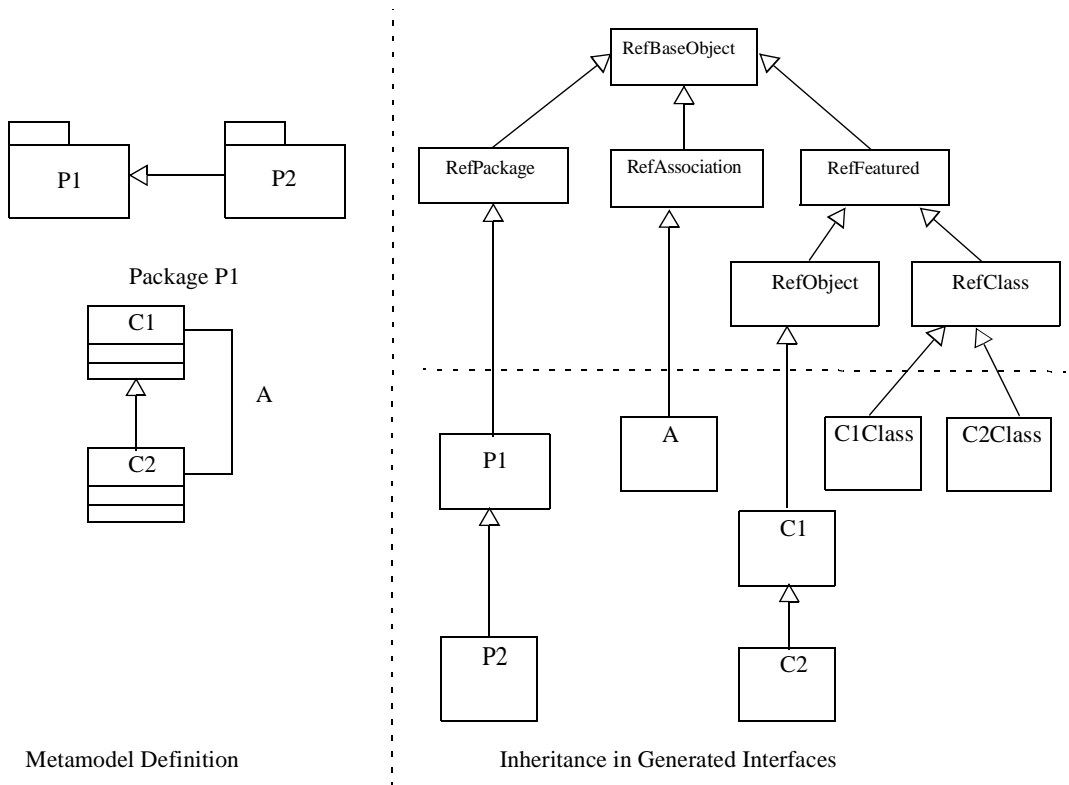 P1
P2
Package P1
C1
A
C2
Metamodel Definition
RefBaseObject
RefPackage
RefAssociation
RefFeatured
RefObject
RefClass
P1
A
C1Class
C2Class
C1
P2
C2
Inheritance in Generated Interfaces